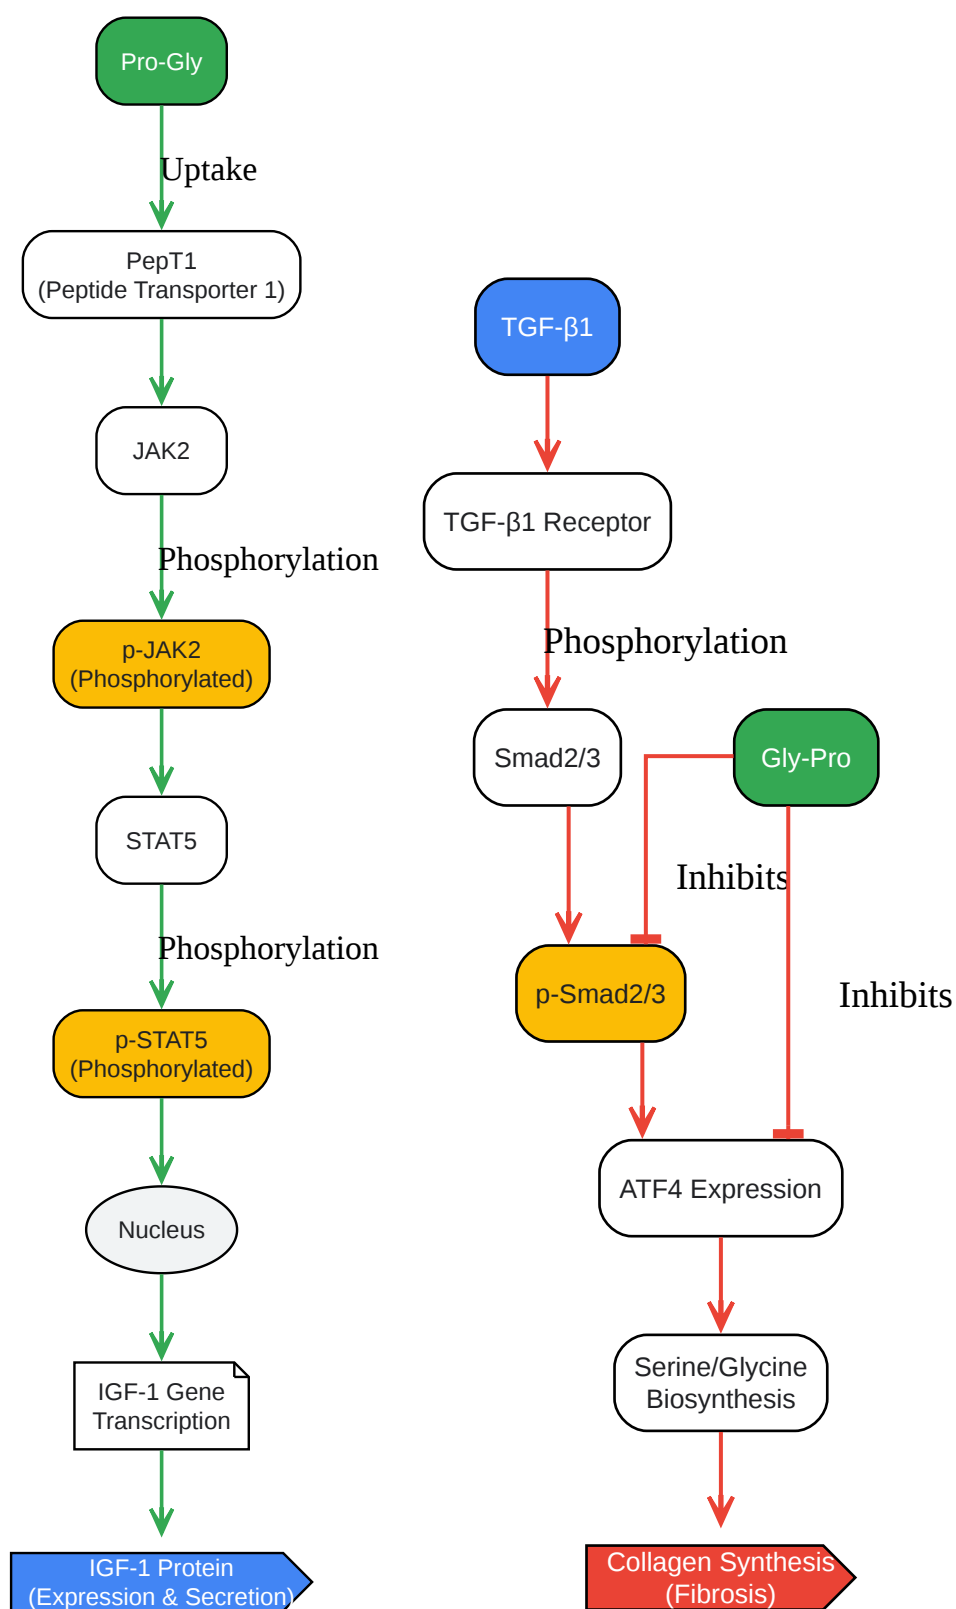 Pro-Gly
Uptake
PepT1
(Peptide Transporter 1)
JAK2
Phosphorylation
p-JAK2
(Phosphorylated)
STAT5
Phosphorylation
p-STAT5
(Phosphorylated)
Nucleus
IGF-1 Gene
Transcription
IGF-1 Protein
(Expression & Secretion)
TGF-β1
TGF-β1 Receptor
Phosphorylation
Smad2/3
Gly-Pro
Inhibits
p-Smad2/3
Inhibits
ATF4 Expression
Serine/Glycine
Biosynthesis
Collagen Synthesis
(Fibrosis)